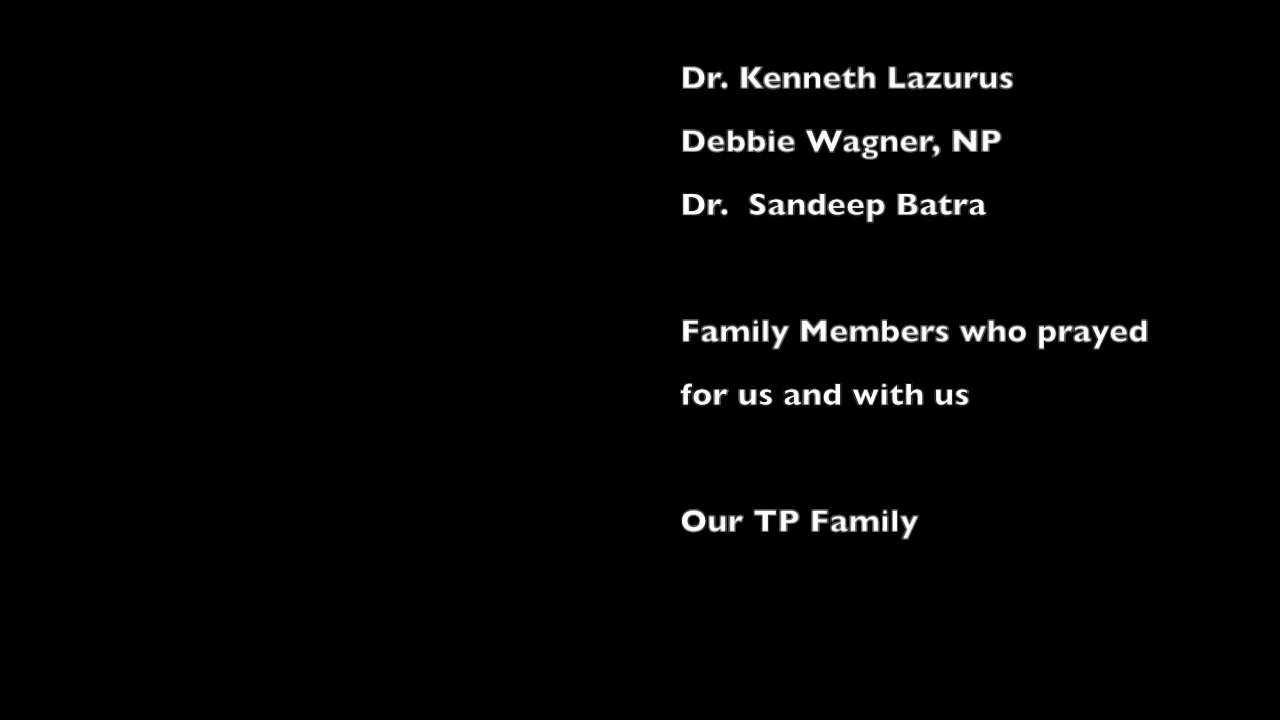 Dr. Kenneth Lazurus
Debbie Wagner, NP
Dr.  Sandeep Batra
Family Members who prayed
for us and with us
Our TP Family